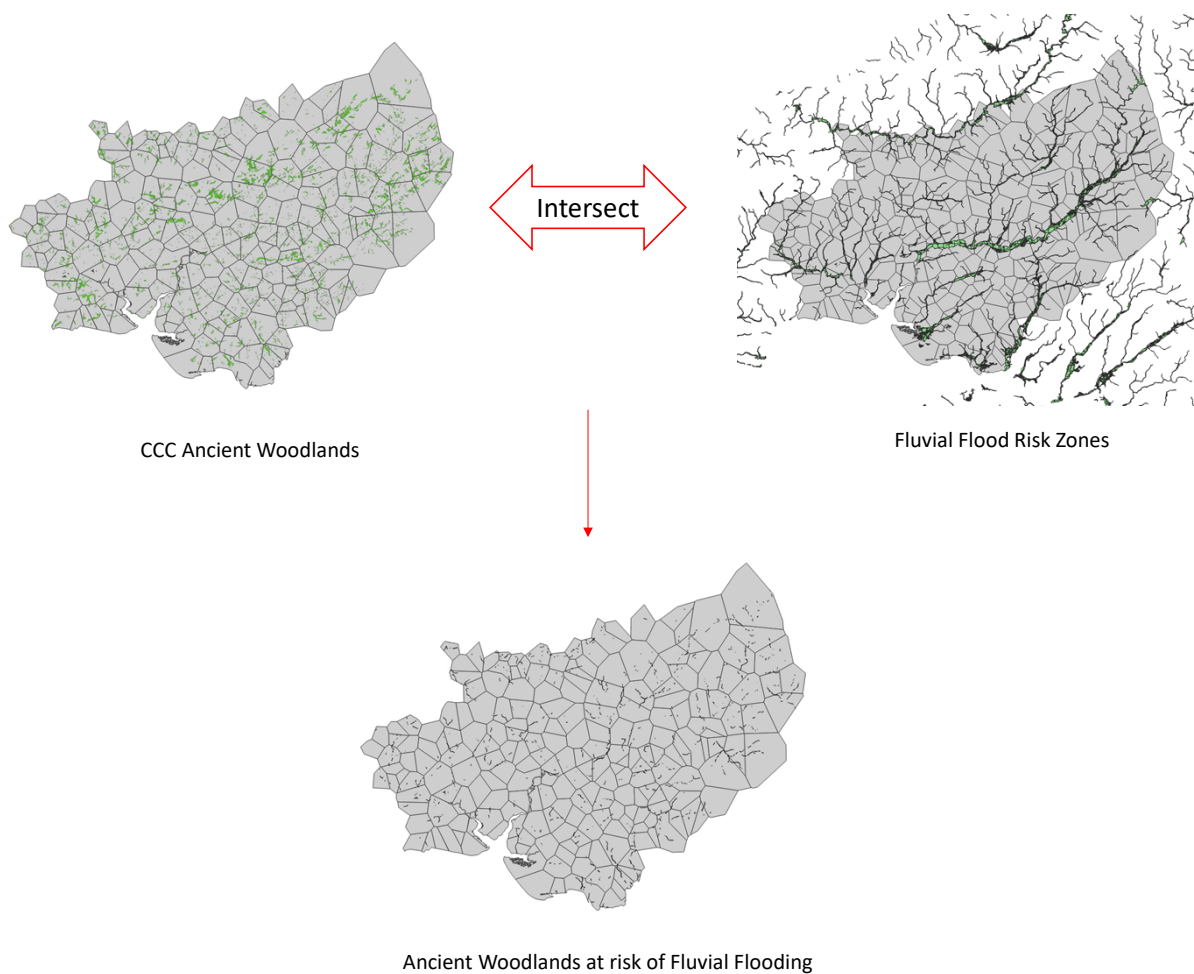 Intersect
CCC Ancient Woodlands
Fluvial Flood Risk Zones
Ancient Woodlands at risk of Fluvial Flooding